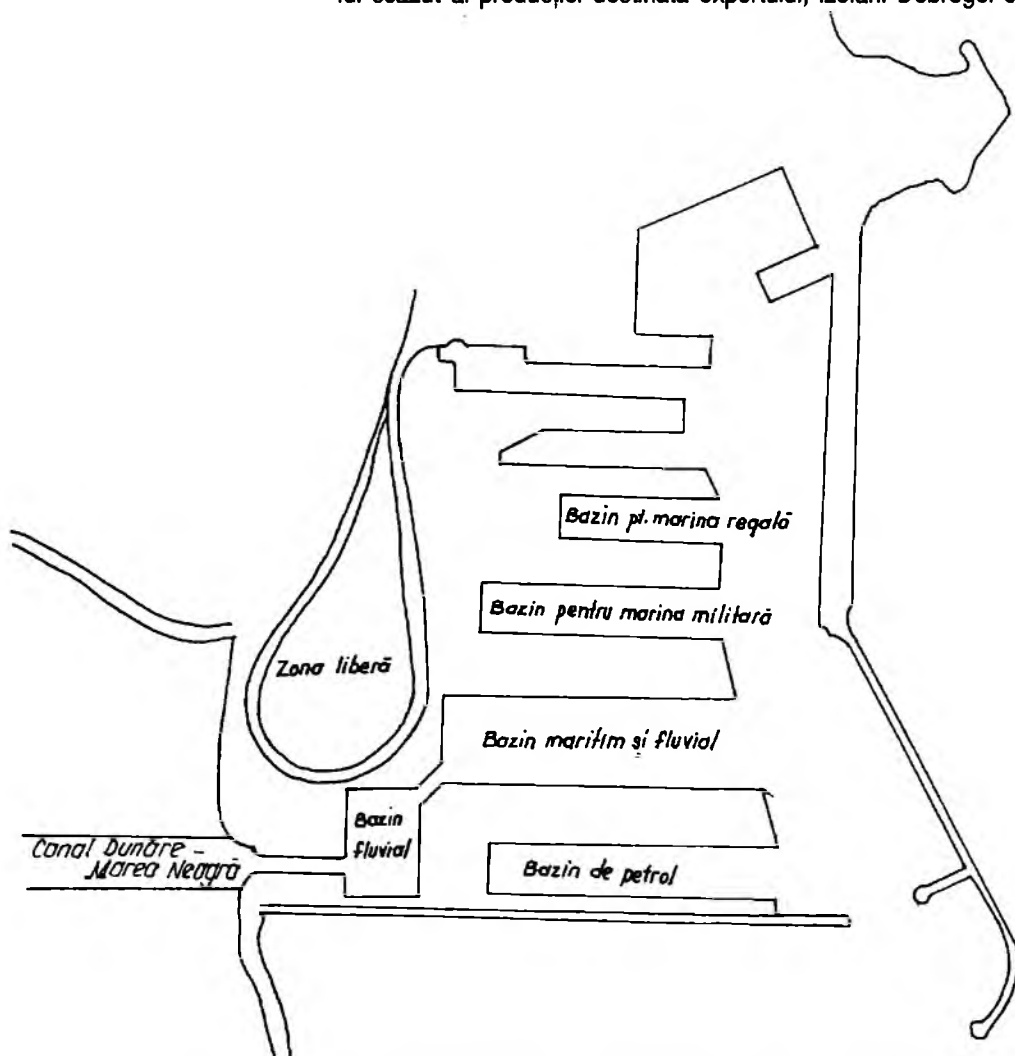 Bazin pt. marina regală
Bazin pentru marina militară
Zona liberă
Bazin maritim și fluvial
Bazin
fluvial
Canal Dunăre –
Marea Neagră
Bazin de petrol